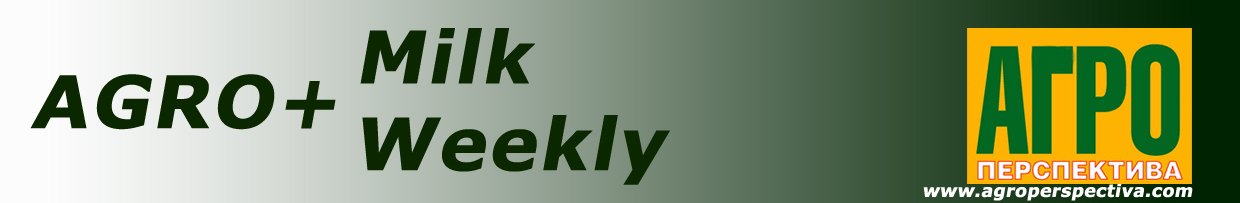 AGRO+ Milk
Weekly
АГРО
ПЕРСПЕКТИВА
www.agroperspectiva.com